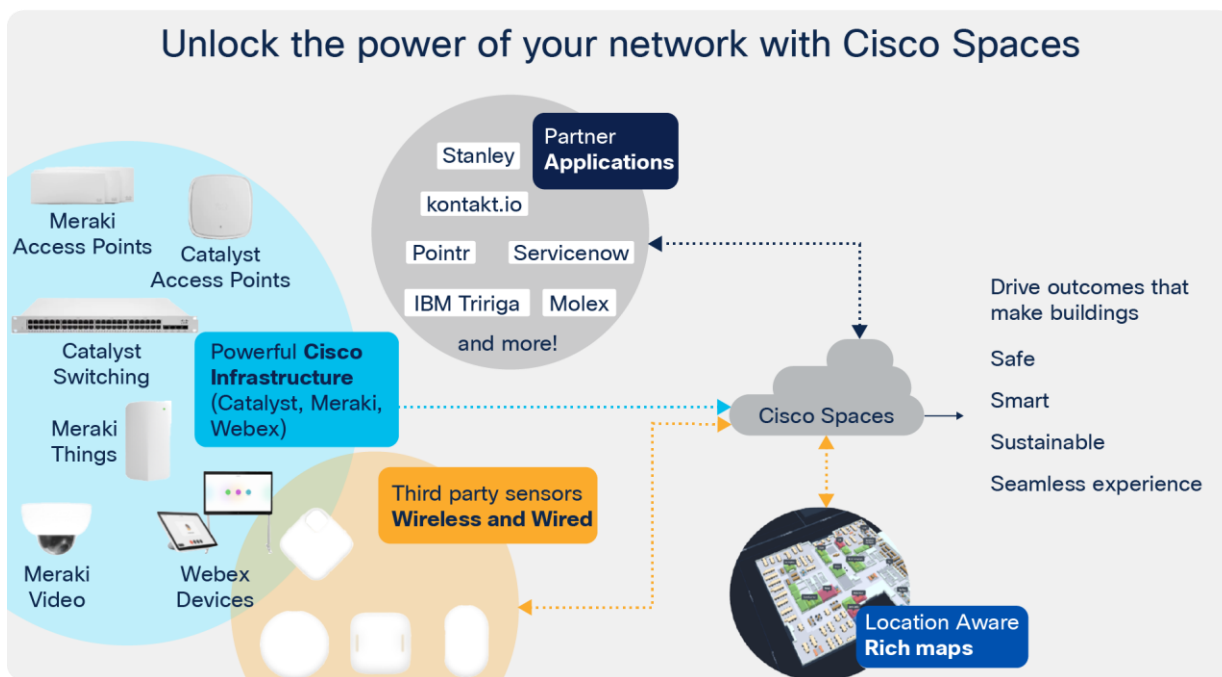 Unlock the power of your network with Cisco Spaces
Partner
Applications
Stanley
kontakt.io
Pointr
Servicenow
IBM Tririga
Molex
and more!
Meraki
Access Points
Catalyst
Access Points
Catalyst
Switching
Powerful Cisco
Infrastructure
(Catalyst, Meraki,
Webex)
Meraki
Things
Meraki
Video
Webex
Devices
Third party sensors
Wireless and Wired
Cisco Spaces
Location Aware
Rich maps
Drive outcomes that
make buildings
Safe
Smart
Sustainable
Seamless experience